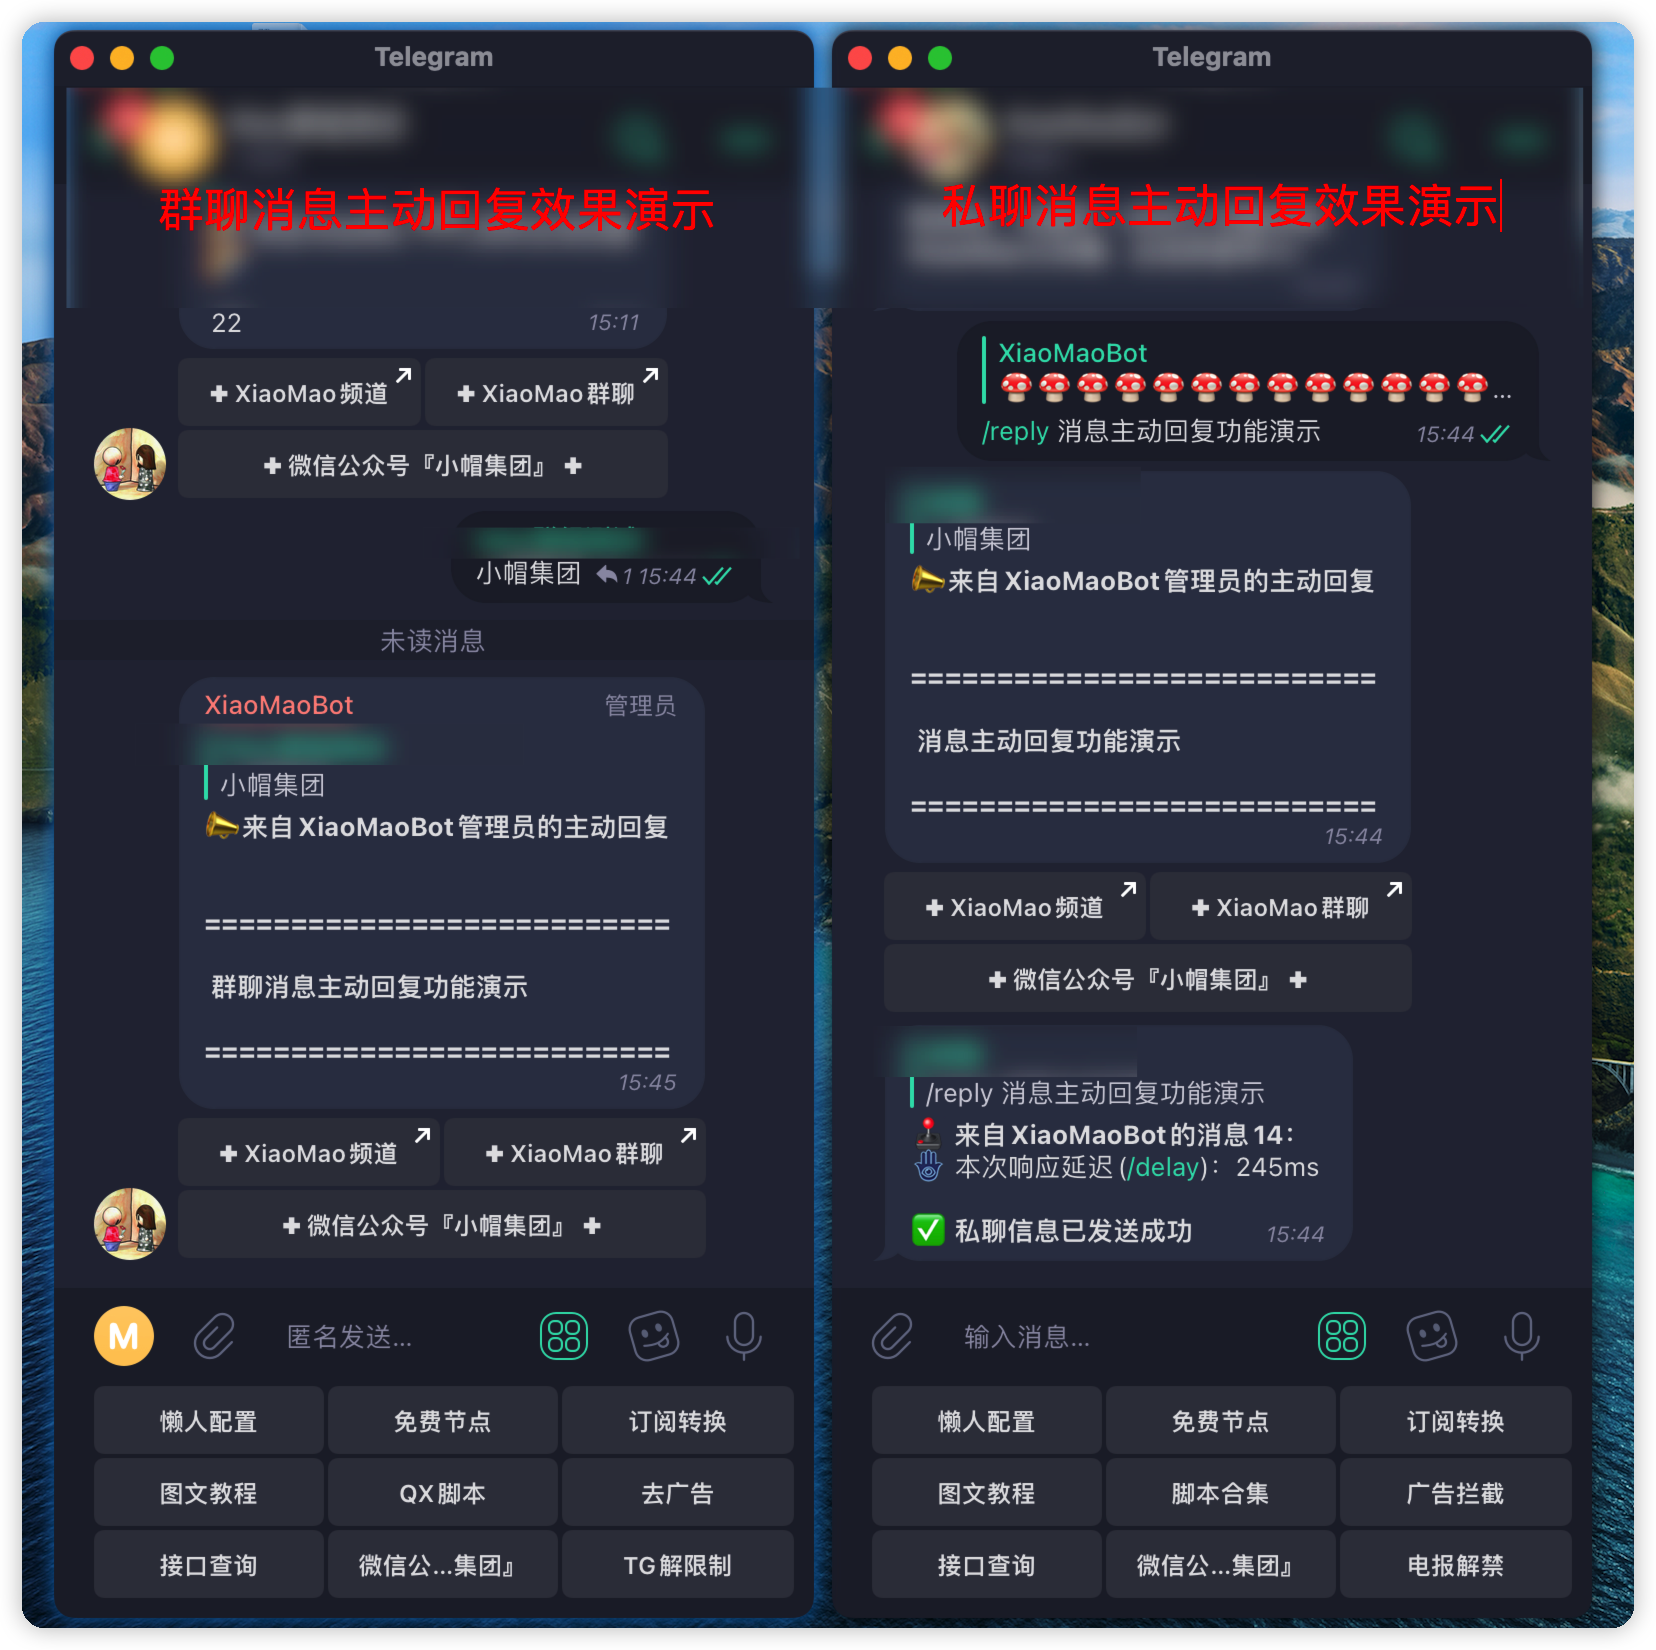 Telegram
群聊消息主动回复效果演示
22
15:11
✚ XiaoMao频道
✚ XiaoMao群聊
✚ 微信公众号『小帽集团』 ✚
小帽集团 1 15:44
未读消息
XiaoMaoBot 管理员
小帽集团
📣来自XiaoMaoBot管理员的主动回复
===========================
群聊消息主动回复功能演示
===========================
15:45
✚ XiaoMao频道
✚ XiaoMao群聊
✚ 微信公众号『小帽集团』 ✚
M
匿名发送...
懒人配置
免费节点
订阅转换
图文教程
QX脚本
去广告
接口查询
微信公...集团』
TG解限制
Telegram
私聊消息主动回复效果演示
XiaoMaoBot
🍄🍄🍄🍄🍄🍄🍄🍄🍄🍄🍄🍄🍄...
/reply 消息主动回复功能演示 15:44
小帽集团
📣来自XiaoMaoBot管理员的主动回复
===========================
消息主动回复功能演示
===========================
15:44
✚ XiaoMao频道
✚ XiaoMao群聊
✚ 微信公众号『小帽集团』 ✚
/reply 消息主动回复功能演示
🕹 来自XiaoMaoBot的消息14：
🪬 本次响应延迟(/delay)：245ms
✅ 私聊信息已发送成功 15:44
输入消息...
懒人配置
免费节点
订阅转换
图文教程
脚本合集
广告拦截
接口查询
微信公...集团』
电报解禁